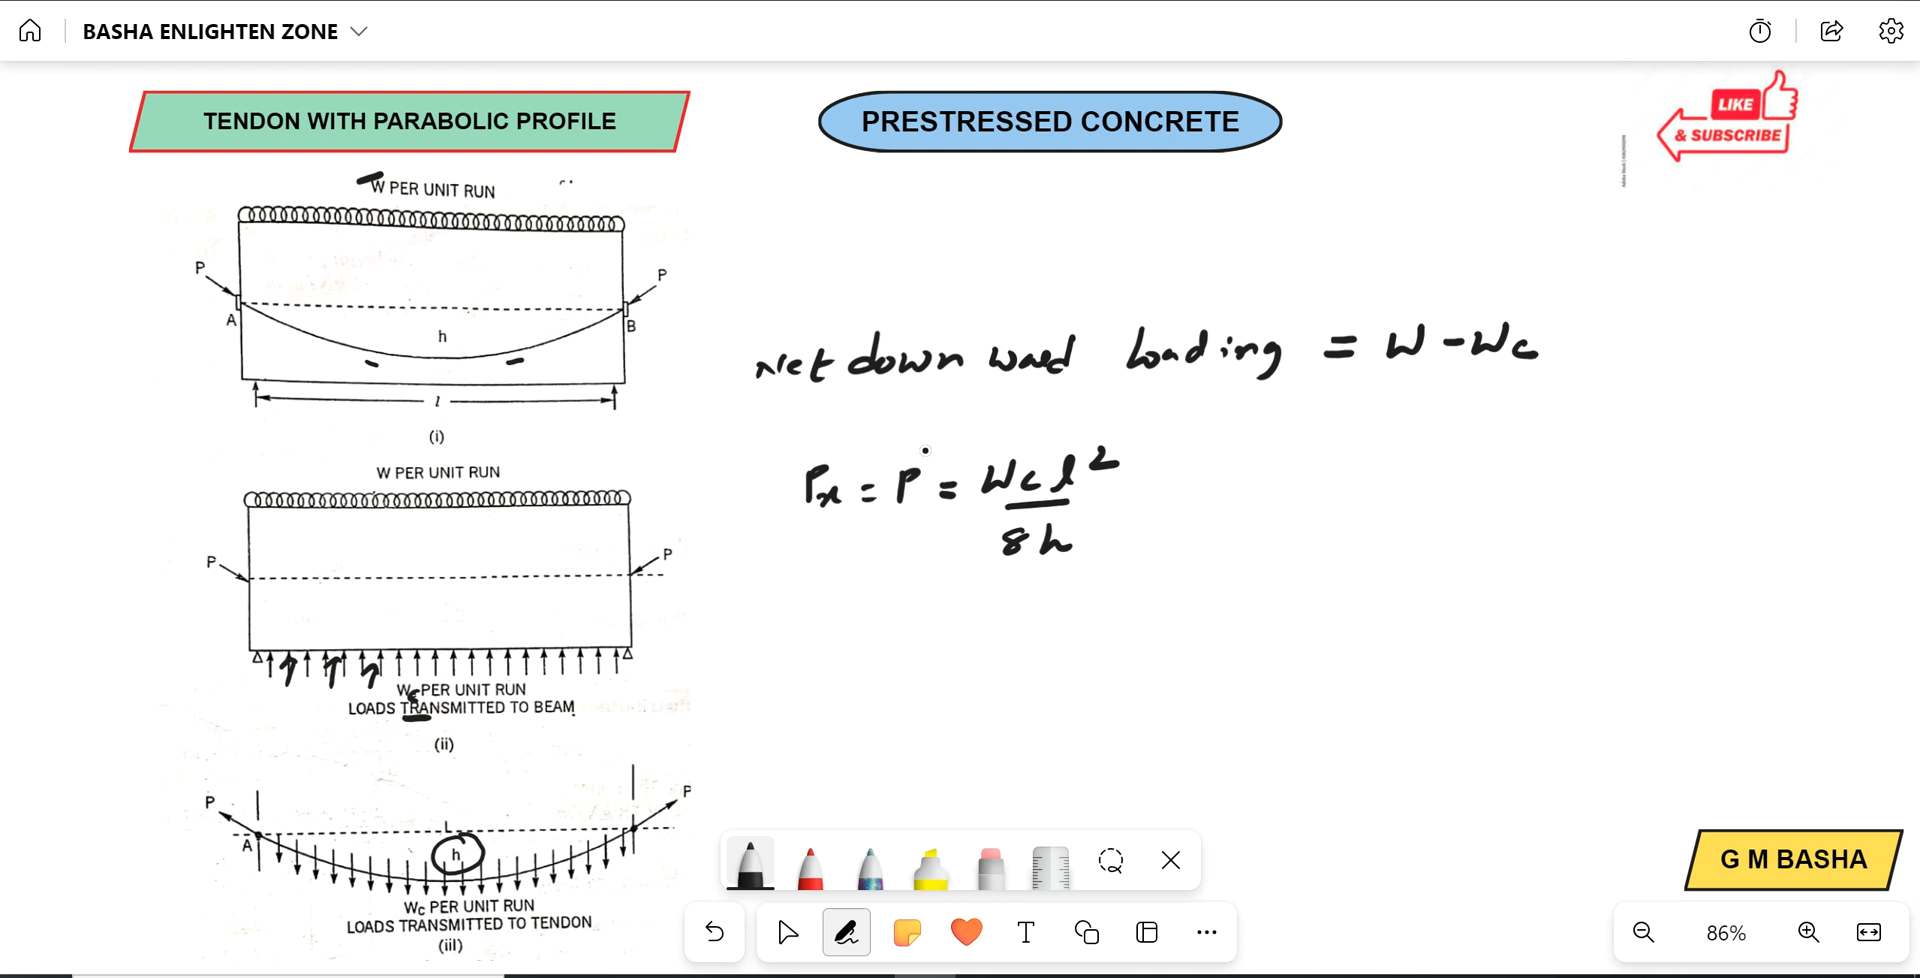 BASHA ENLIGHTEN ZONE
TENDON WITH PARABOLIC PROFILE
PRESTRESSED CONCRETE
LIKE
& SUBSCRIBE
W PER UNIT RUN
P
P
A
B
h
l
(i)
W PER UNIT RUN
P
P
Wc PER UNIT RUN
LOADS TRANSMITTED TO BEAM
(ii)
P
P
L
A
h
Wc PER UNIT RUN
LOADS TRANSMITTED TO TENDON
(iii)
Net down ward loading = W - Wc
Px = P = Wc l²
8h
G M BASHA
86%